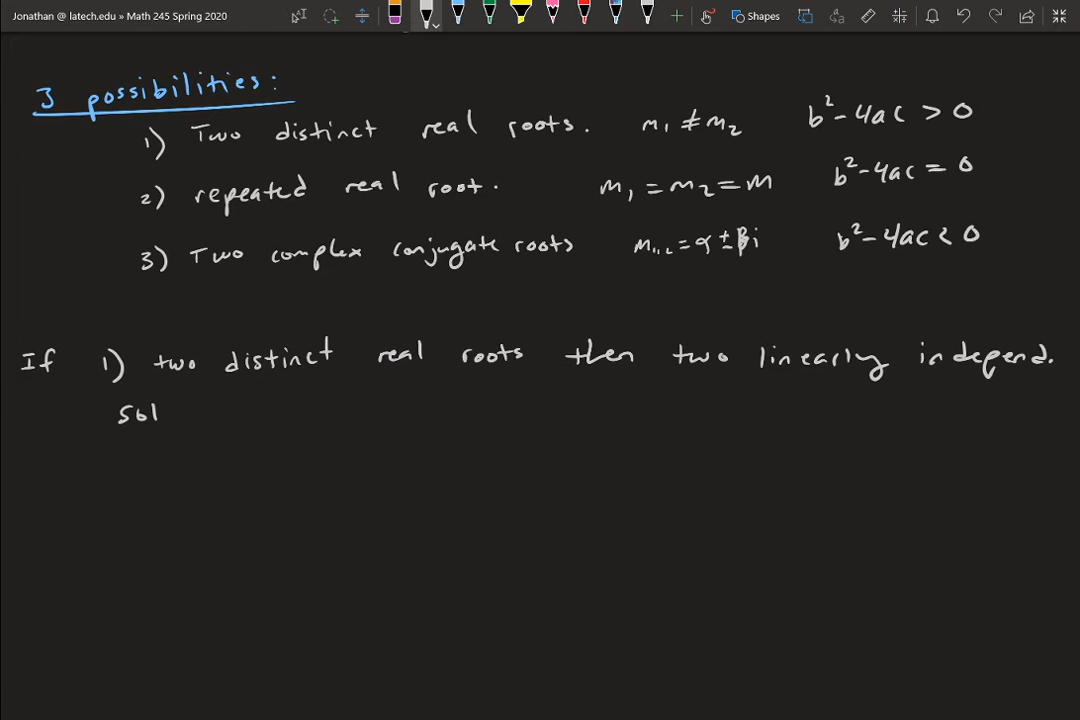 Jonathan @ latech.edu » Math 245 Spring 2020
Shapes
3 possibilities:
1) Two distinct real roots. m₁ ≠ m₂ b² - 4ac > 0
2) repeated real root. m₁ = m₂ = m b² - 4ac = 0
3) Two complex conjugate roots m₁,₂ = α ± βi b² - 4ac < 0
If 1) two distinct real roots then two linearly independ.
sol